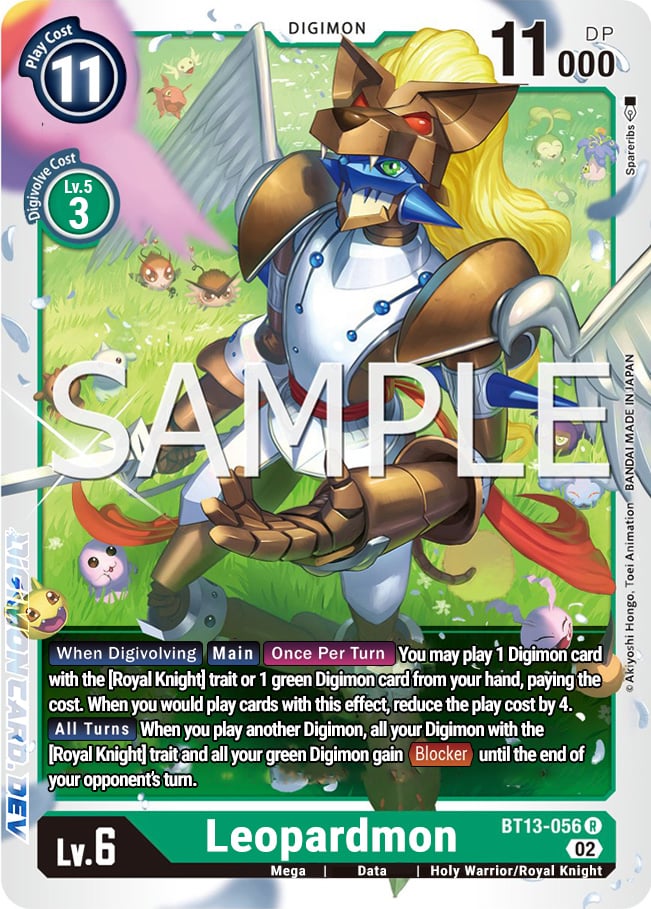 Play Cost
11
DIGIMON
11000
DP
Digivolve Cost
Lv.5
3
Spareribs
SAMPLE
© Akiyoshi Hongo, Toei Animation BANDAI MADE IN JAPAN
DIGIMONCARD.DEV
When Digivolving Main Once Per Turn You may play 1 Digimon card
with the [Royal Knight] trait or 1 green Digimon card from your hand, paying the
cost. When you would play cards with this effect, reduce the play cost by 4.
All Turns When you play another Digimon, all your Digimon with the
[Royal Knight] trait and all your green Digimon gain Blocker until the end of
your opponent's turn.
Lv.6
Leopardmon
BT13-056 R
02
Mega | Data | Holy Warrior/Royal Knight